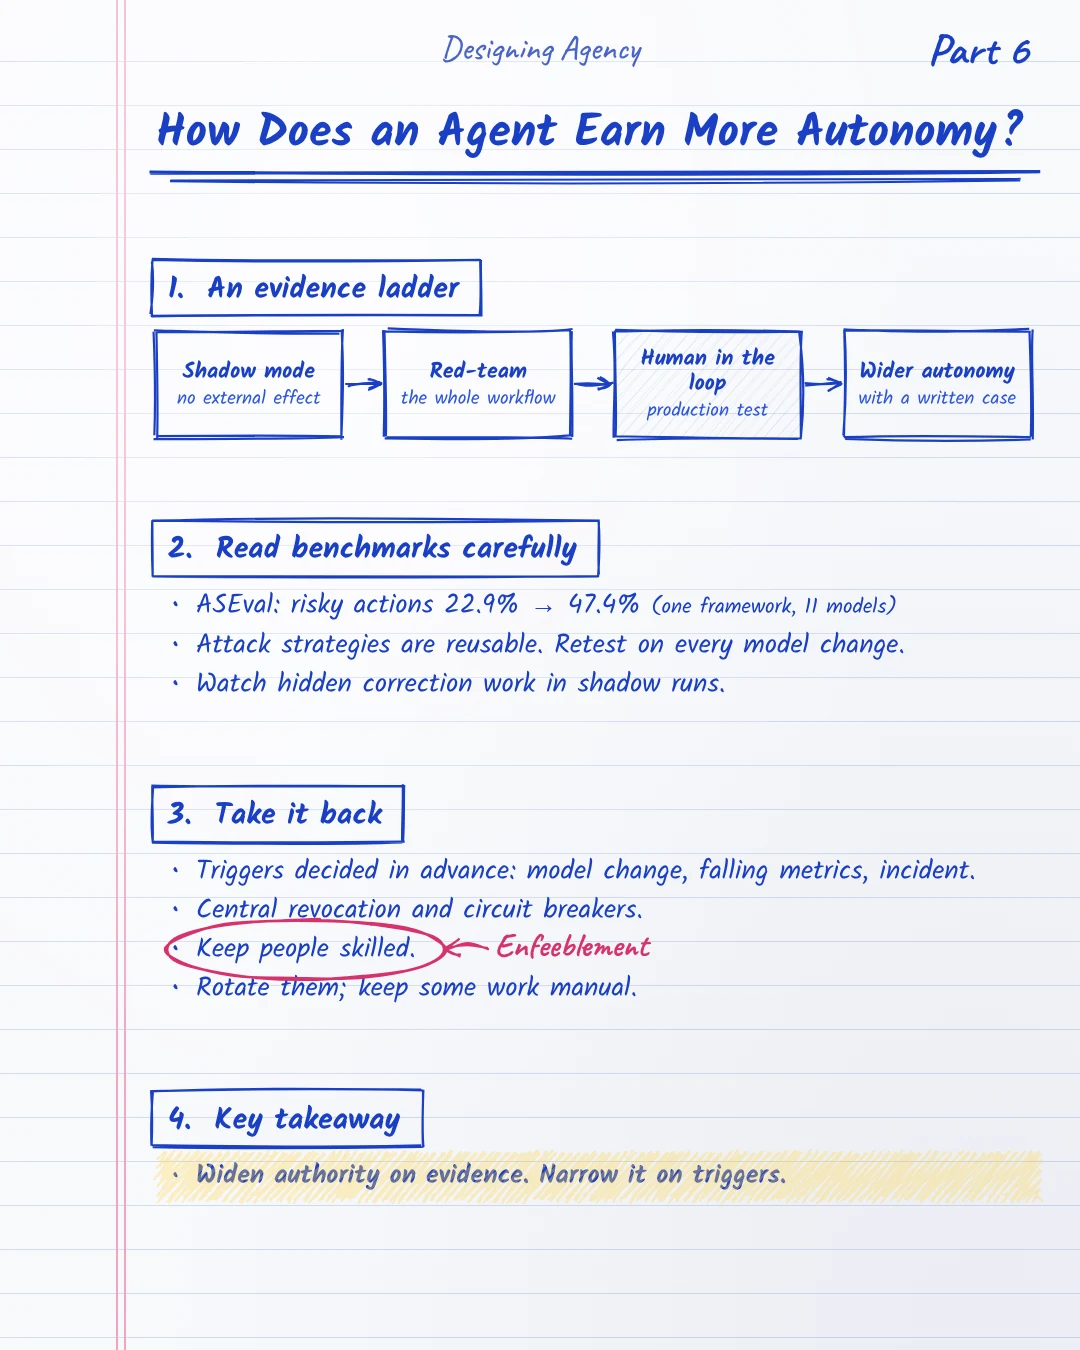 Designing Agency
Part 6
How Does an Agent Earn More Autonomy?
1. An evidence ladder
Shadow mode
no external effect
Red-team
the whole workflow
Human in the
loop
production test
Wider autonomy
with a written case
2. Read benchmarks carefully
· ASEval: risky actions 22.9% → 47.4% (one framework, 11 models)
· Attack strategies are reusable. Retest on every model change.
· Watch hidden correction work in shadow runs.
3. Take it back
· Triggers decided in advance: model change, falling metrics, incident.
· Central revocation and circuit breakers.
· Keep people skilled. Enfeeblement
· Rotate them; keep some work manual.
4. Key takeaway
· Widen authority on evidence. Narrow it on triggers.